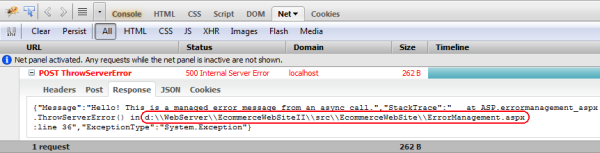 Console HTML CSS Script DOM Net Cookies
Clear Persist All HTML CSS JS XHR Images Flash Media
URL Status Domain Size Timeline
Net panel activated. Any requests while the net panel is inactive are not shown.
POST ThrowServerError 500 Internal Server Error localhost 262 B
Headers Post Response JSON Cookies
{"Message":"Hello! This is a managed error message from an async call.","StackTrace":" at ASP.errormanagement_aspx
.ThrowServerError() in d:\\WebServer\\EcommerceWebSiteII\\src\\EcommerceWebSite\\ErrorManagement.aspx
:line 36","ExceptionType":"System.Exception"}
1 request 262 B